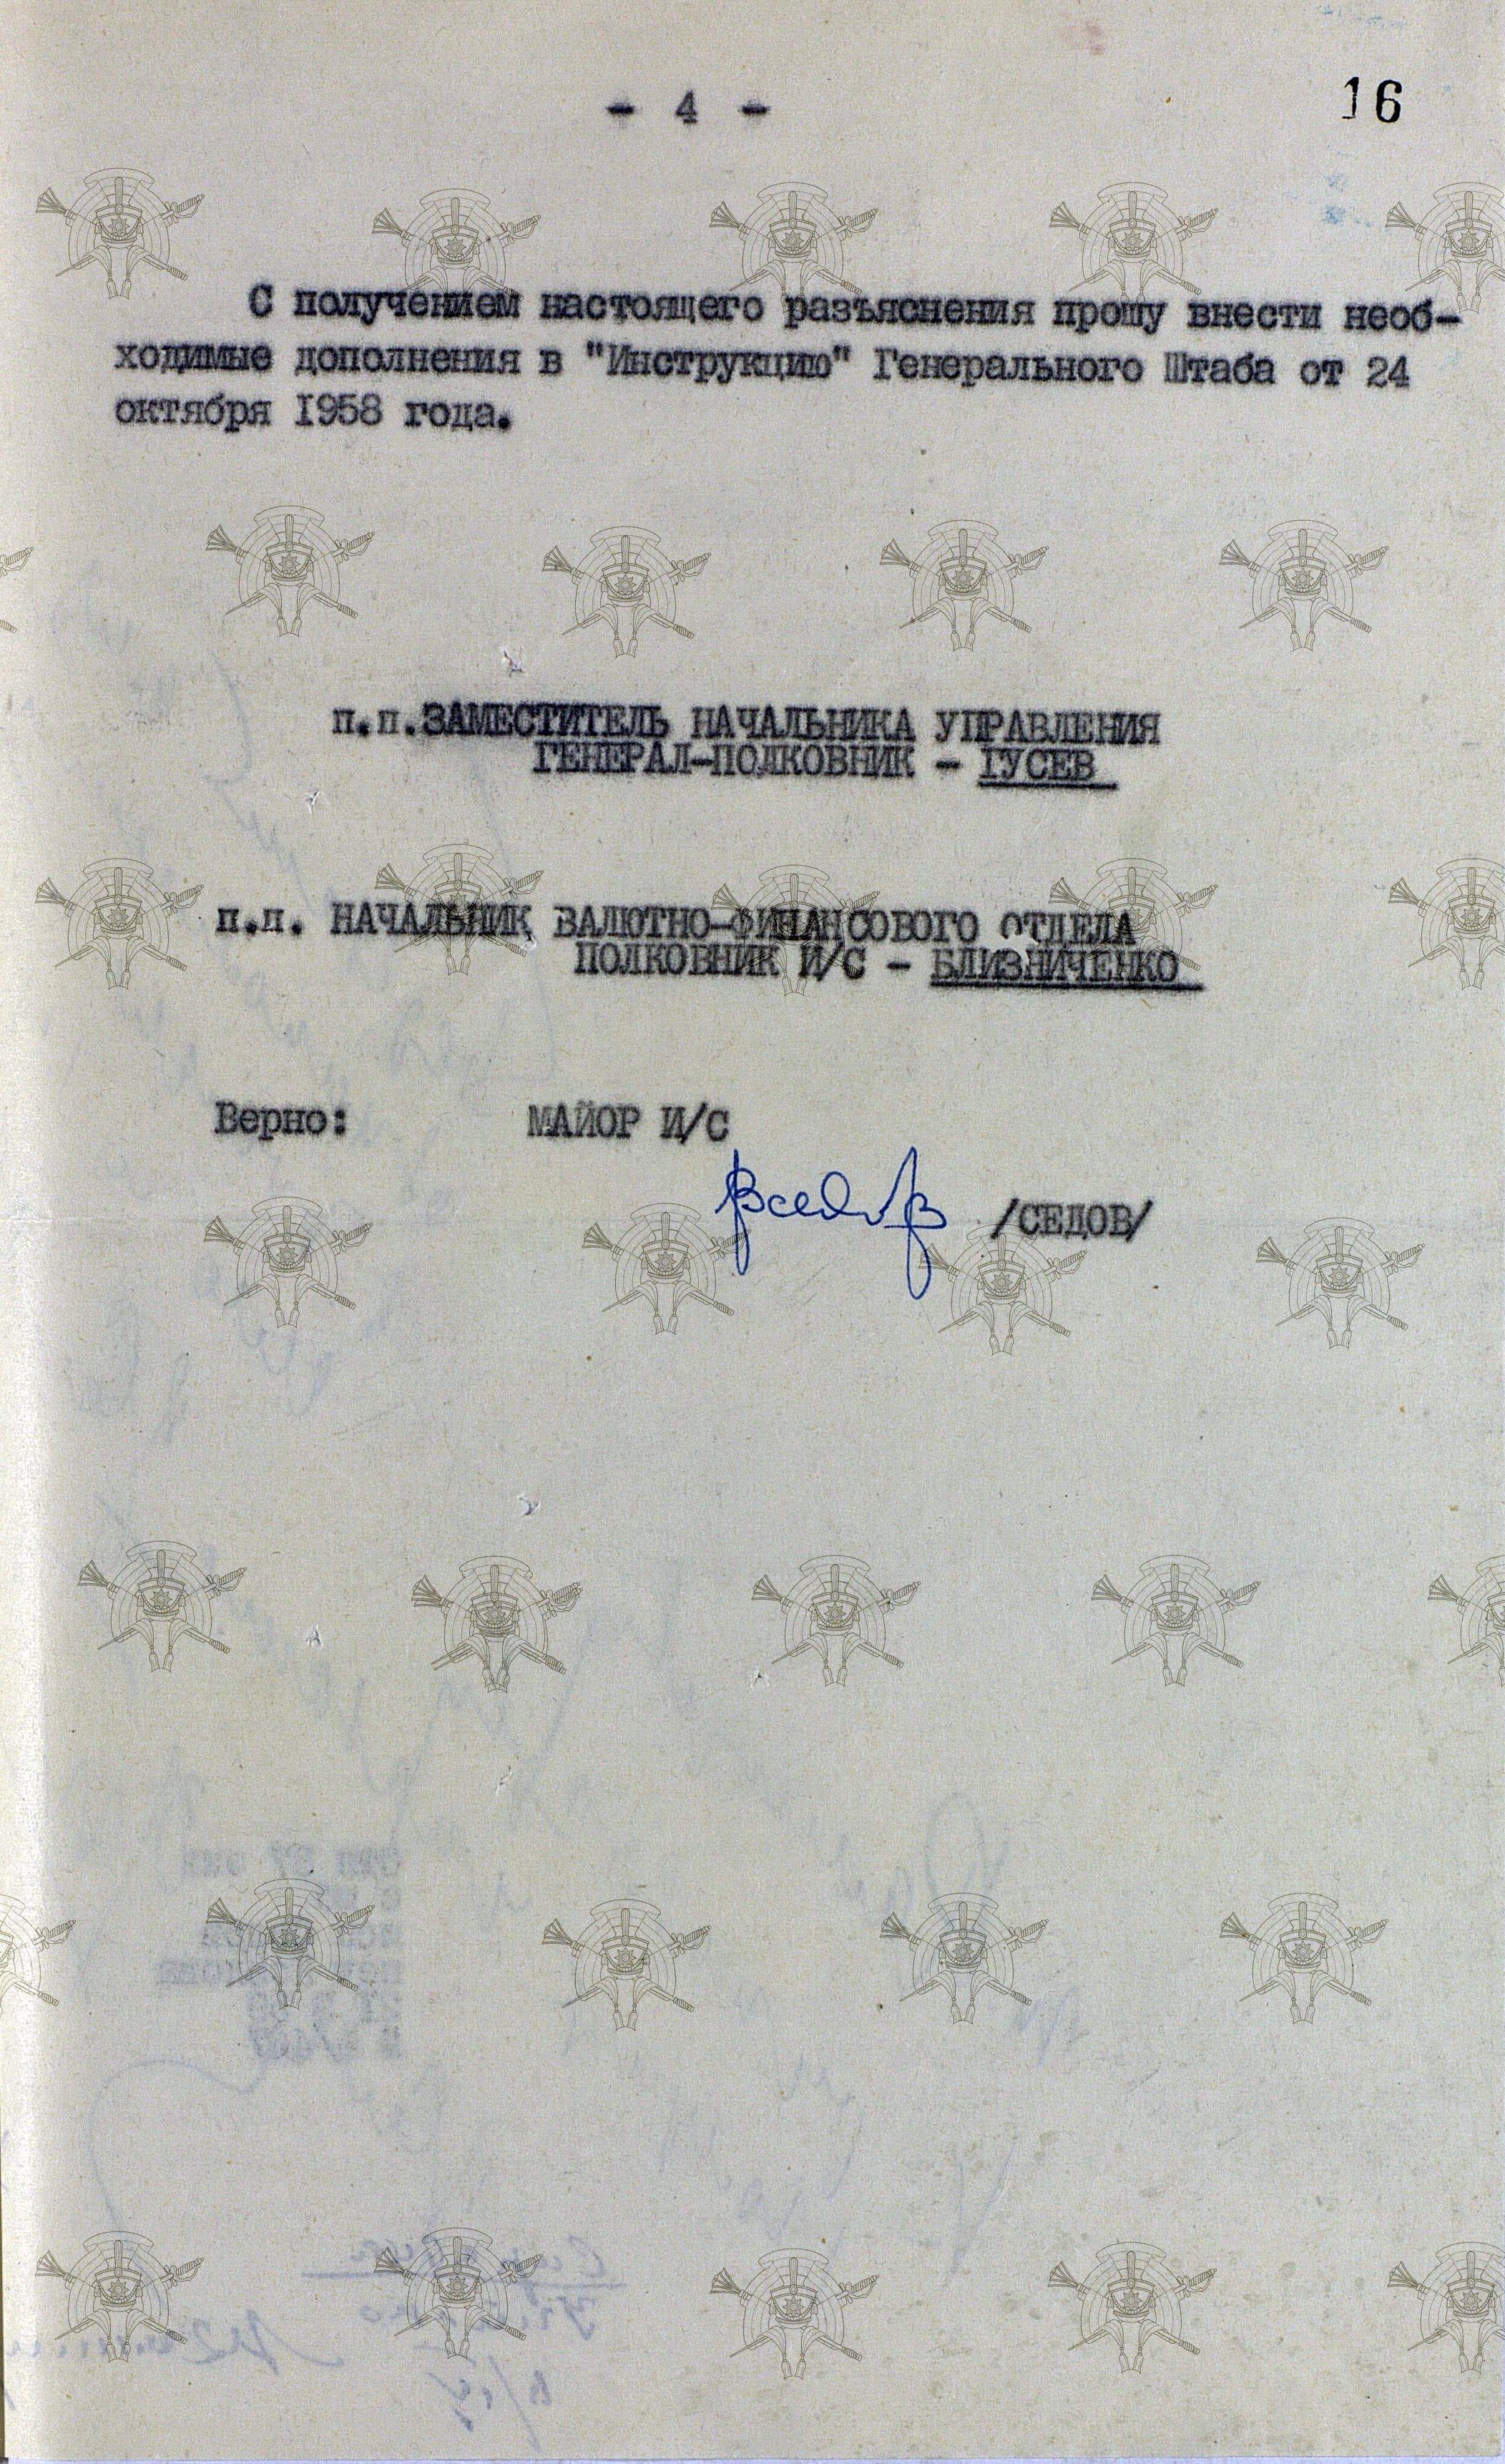 - 4 -
16
С получением настоящего разъяснения прошу внести необ-
ходимые дополнения в "Инструкцию" Генерального Штаба от 24
октября 1958 года.
п.п.ЗАМЕСТИТЕЛЬ НАЧАЛЬНИКА УПРАВЛЕНИЯ
ГЕНЕРАЛ-ПОЛКОВНИК - ГУСЕВ
п.п. НАЧАЛЬНИК ВАЛЮТНО-ФИНАНСОВОГО ОТДЕЛА
ПОЛКОВНИК И/С - БЛИЗНИЧЕНКО
Верно: МАЙОР И/С
/СЕДОВ/